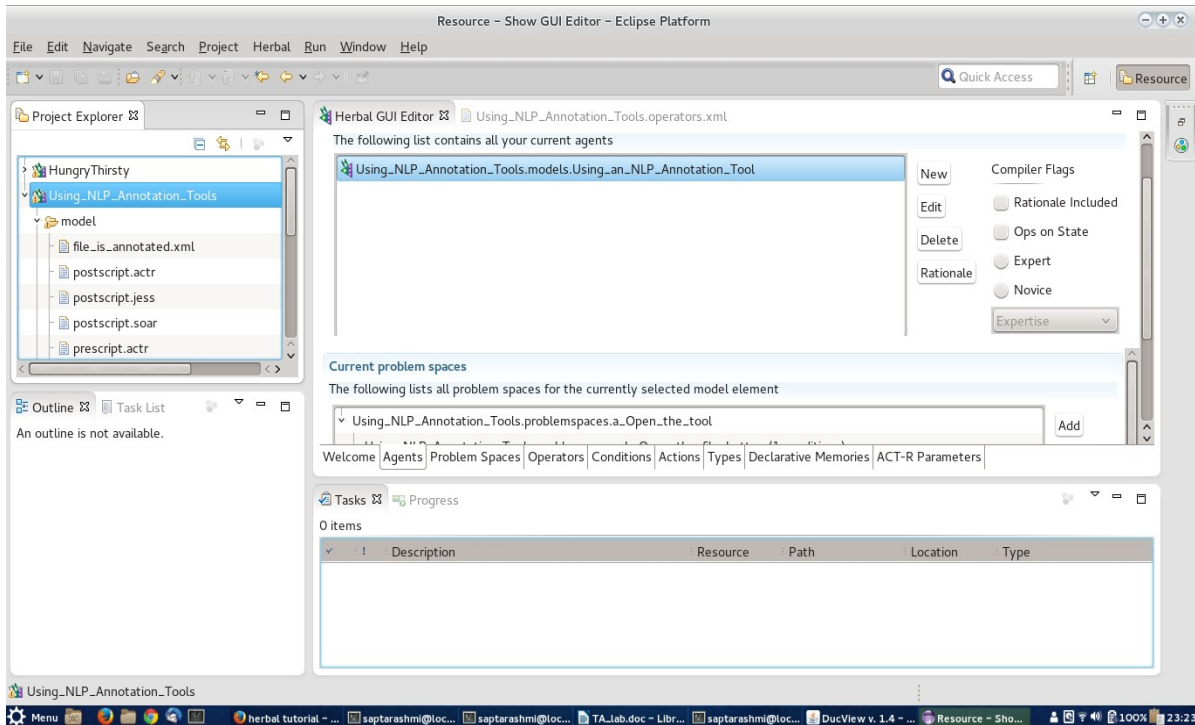 Resource - Show GUI Editor - Eclipse Platform
File Edit Navigate Search Project Herbal Run Window Help
Quick Access
Resource
Project Explorer
HungryThirsty
Using_NLP_Annotation_Tools
model
file_is_annotated.xml
postscript.actr
postscript.jess
postscript.soar
prescript.actr
Outline Task List
An outline is not available.
Herbal GUI Editor Using_NLP_Annotation_Tools.operators.xml
The following list contains all your current agents
Using_NLP_Annotation_Tools.models.Using_an_NLP_Annotation_Tool
New
Edit
Delete
Rationale
Compiler Flags
Rationale Included
Ops on State
Expert
Novice
Expertise
Current problem spaces
The following lists all problem spaces for the currently selected model element
Using_NLP_Annotation_Tools.problemspaces.a_Open_the_tool
Add
Welcome Agents Problem Spaces Operators Conditions Actions Types Declarative Memories ACT-R Parameters
Tasks Progress
0 items
! Description Resource Path Location Type
Using_NLP_Annotation_Tools
Menu herbal tutorial - ... saptarashmi@loc... saptarashmi@loc... TA_lab.doc - Libr... saptarashmi@loc... DucView v. 1.4 - ... Resource - Sho... 100% 23:23